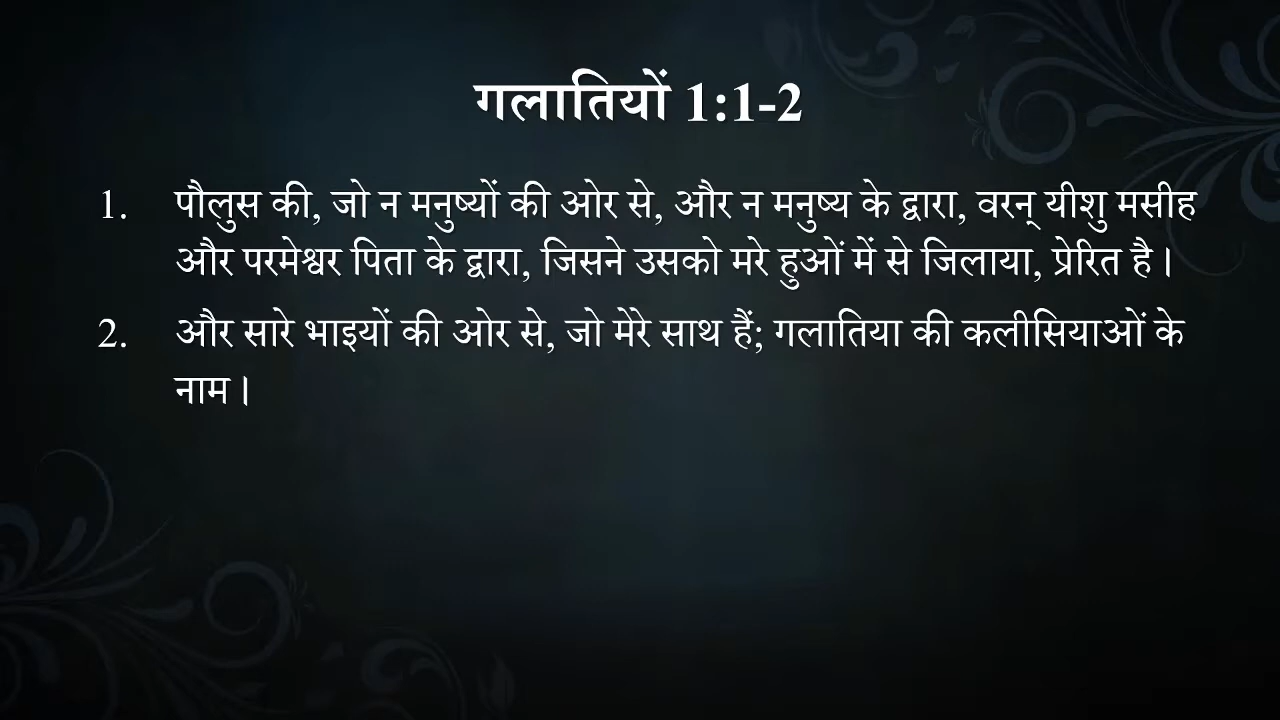 गलातियों 1:1-2
1. पौलुस की, जो न मनुष्यों की ओर से, और न मनुष्य के द्वारा, वरन् यीशु मसीह
और परमेश्वर पिता के द्वारा, जिसने उसको मरे हुओं में से जिलाया, प्रेरित है।
2. और सारे भाइयों की ओर से, जो मेरे साथ हैं; गलातिया की कलीसियाओं के
नाम।